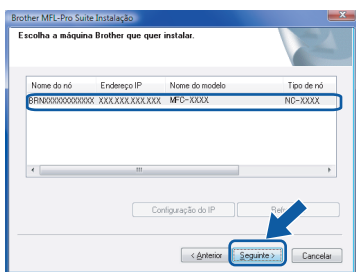 Brother MFL-Pro Suite Instalação
Escolha a máquina Brother que quer instalar.
Nome do nó Endereço IP Nome do modelo Tipo de nó
BRNXXXXXXXXXXXX XXX.XXX.XXX.XXX MFC-XXXX NC-XXXX
Configuração do IP
< Anterior Seguinte > Cancelar